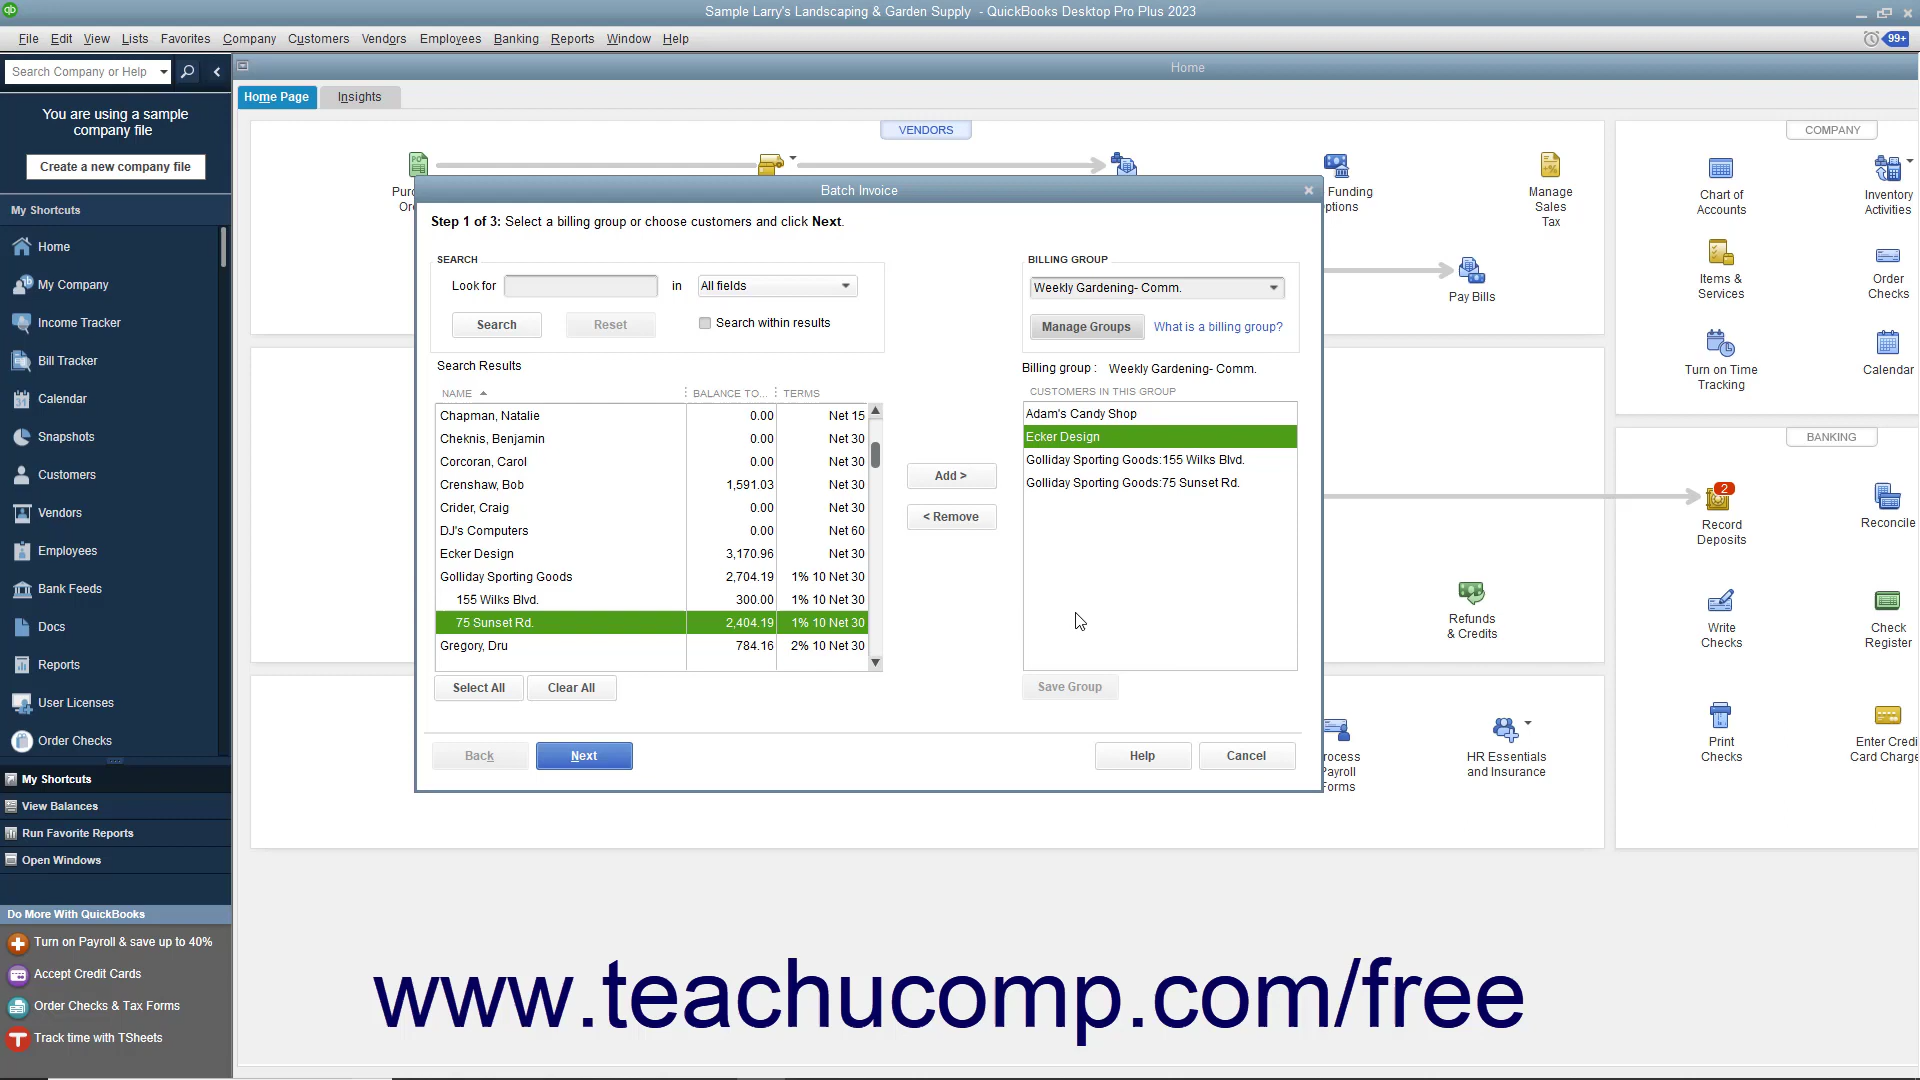 Sample Larry's Landscaping & Garden Supply - QuickBooks Desktop Pro Plus 2023
File Edit View Lists Favorites Company Customers Vendors Employees Banking Reports Window Help
99+
Search Company or Help
Home
Home Page Insights
You are using a sample
company file
Create a new company file
My Shortcuts
Home
My Company
Income Tracker
Bill Tracker
Calendar
Snapshots
Customers
Vendors
Employees
Bank Feeds
Docs
Reports
User Licenses
Order Checks
My Shortcuts
View Balances
Run Favorite Reports
Open Windows
Do More With QuickBooks
Turn on Payroll & save up to 40%
Accept Credit Cards
Order Checks & Tax Forms
Track time with TSheets
VENDORS
Purc
Orc
Funding
ptions
Manage
Sales
Tax
Pay Bills
Refunds
& Credits
rocess
Payroll
Forms
HR Essentials
and Insurance
COMPANY
Chart of
Accounts
Inventory
Activities
Items &
Services
Order
Checks
Turn on Time
Tracking
Calendar
BANKING
2
Record
Deposits
Reconcile
Write
Checks
Check
Register
Print
Checks
Enter Credi
Card Charge
Batch Invoice
Step 1 of 3: Select a billing group or choose customers and click Next.
SEARCH
Look for in All fields
Search Reset Search within results
Search Results
NAME BALANCE TO... TERMS
Chapman, Natalie 0.00 Net 15
Cheknis, Benjamin 0.00 Net 30
Corcoran, Carol 0.00 Net 30
Crenshaw, Bob 1,591.03 Net 30
Crider, Craig 0.00 Net 30
DJ's Computers 0.00 Net 60
Ecker Design 3,170.96 Net 30
Golliday Sporting Goods 2,704.19 1% 10 Net 30
155 Wilks Blvd. 300.00 1% 10 Net 30
75 Sunset Rd. 2,404.19 1% 10 Net 30
Gregory, Dru 784.16 2% 10 Net 30
Select All Clear All
Add >
< Remove
BILLING GROUP
Weekly Gardening- Comm.
Manage Groups What is a billing group?
Billing group : Weekly Gardening- Comm.
CUSTOMERS IN THIS GROUP
Adam's Candy Shop
Ecker Design
Golliday Sporting Goods:155 Wilks Blvd.
Golliday Sporting Goods:75 Sunset Rd.
Save Group
Back Next Help Cancel
www.teachucomp.com/free